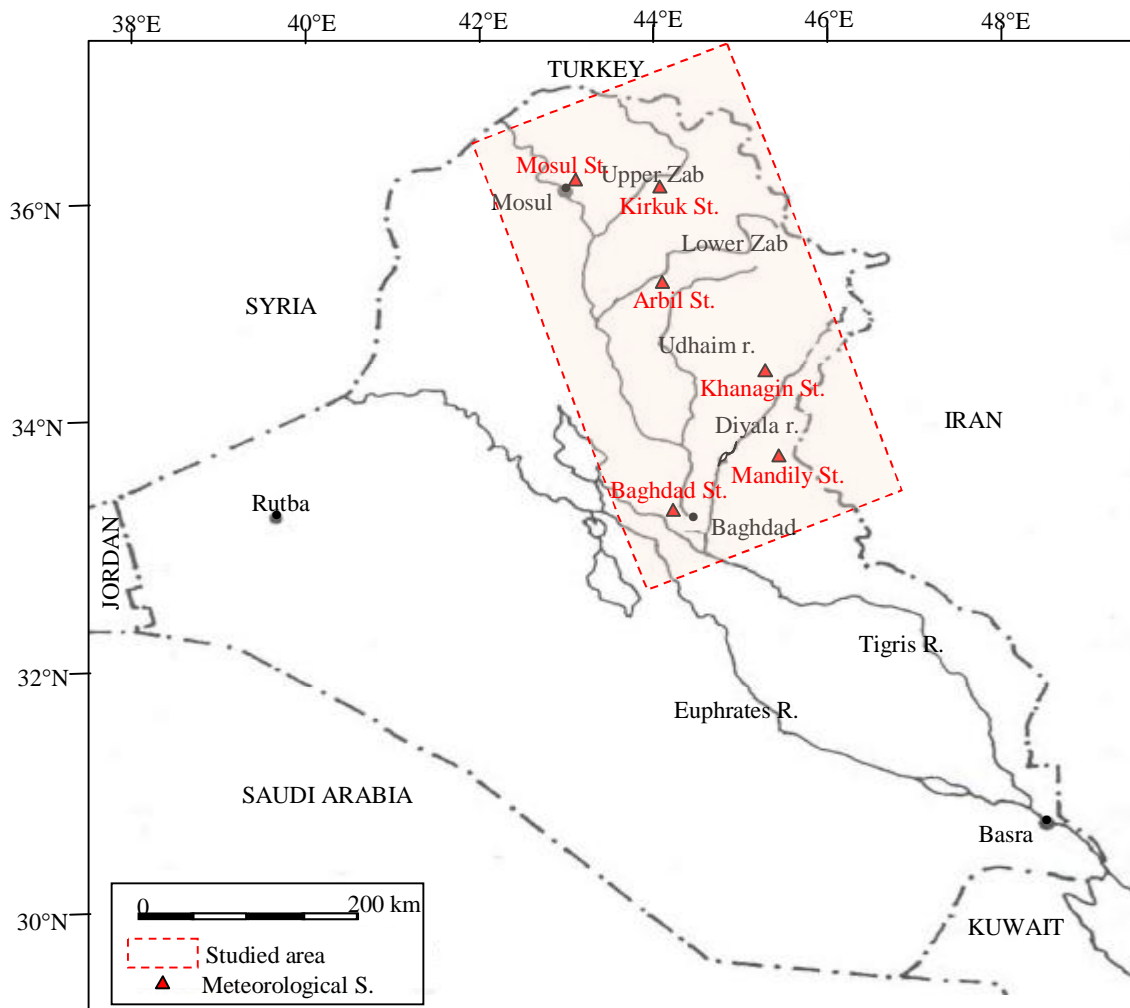 38°E
40°E
42°E
44°E
46°E
48°E
TURKEY
Mosul St.
Upper Zab
Mosul
Kirkuk St.
36°N
Lower Zab
SYRIA
Arbil St.
Udhaim r.
Khanagin St.
34°N
Diyala r.
IRAN
Mandily St.
Baghdad St.
Rutba
Baghdad
JORDAN
Tigris R.
32°N
Euphrates R.
SAUDI ARABIA
Basra
30°N
KUWAIT
0
200 km
Studied area
Meteorological S.